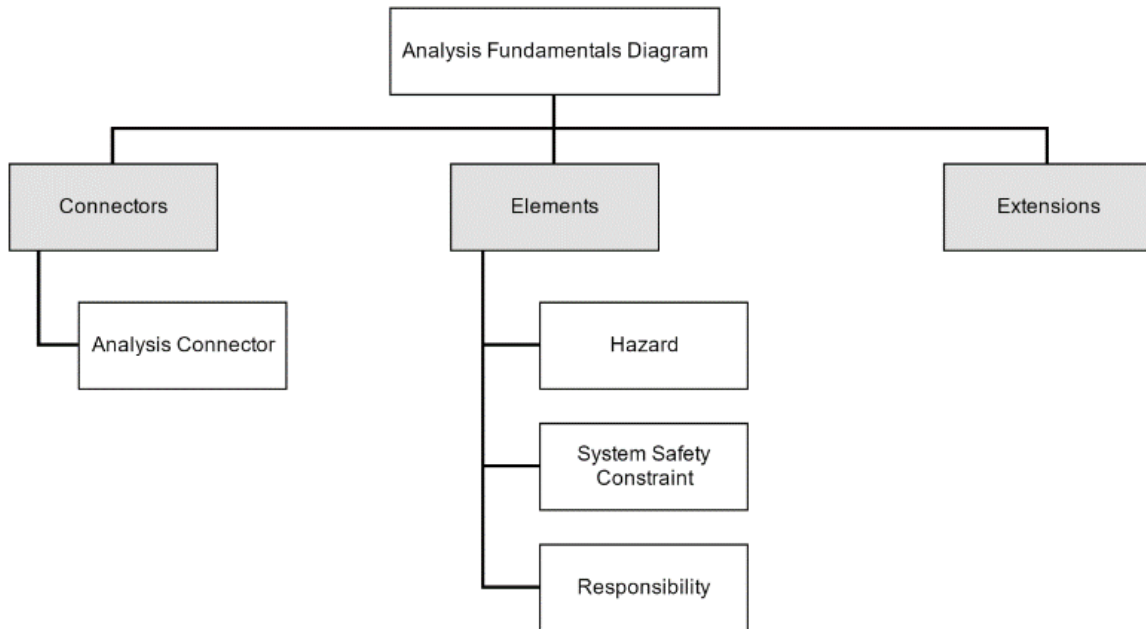 Analysis Fundamentals Diagram
Connectors
Elements
Extensions
Analysis Connector
Hazard
System Safety
Constraint
Responsibility